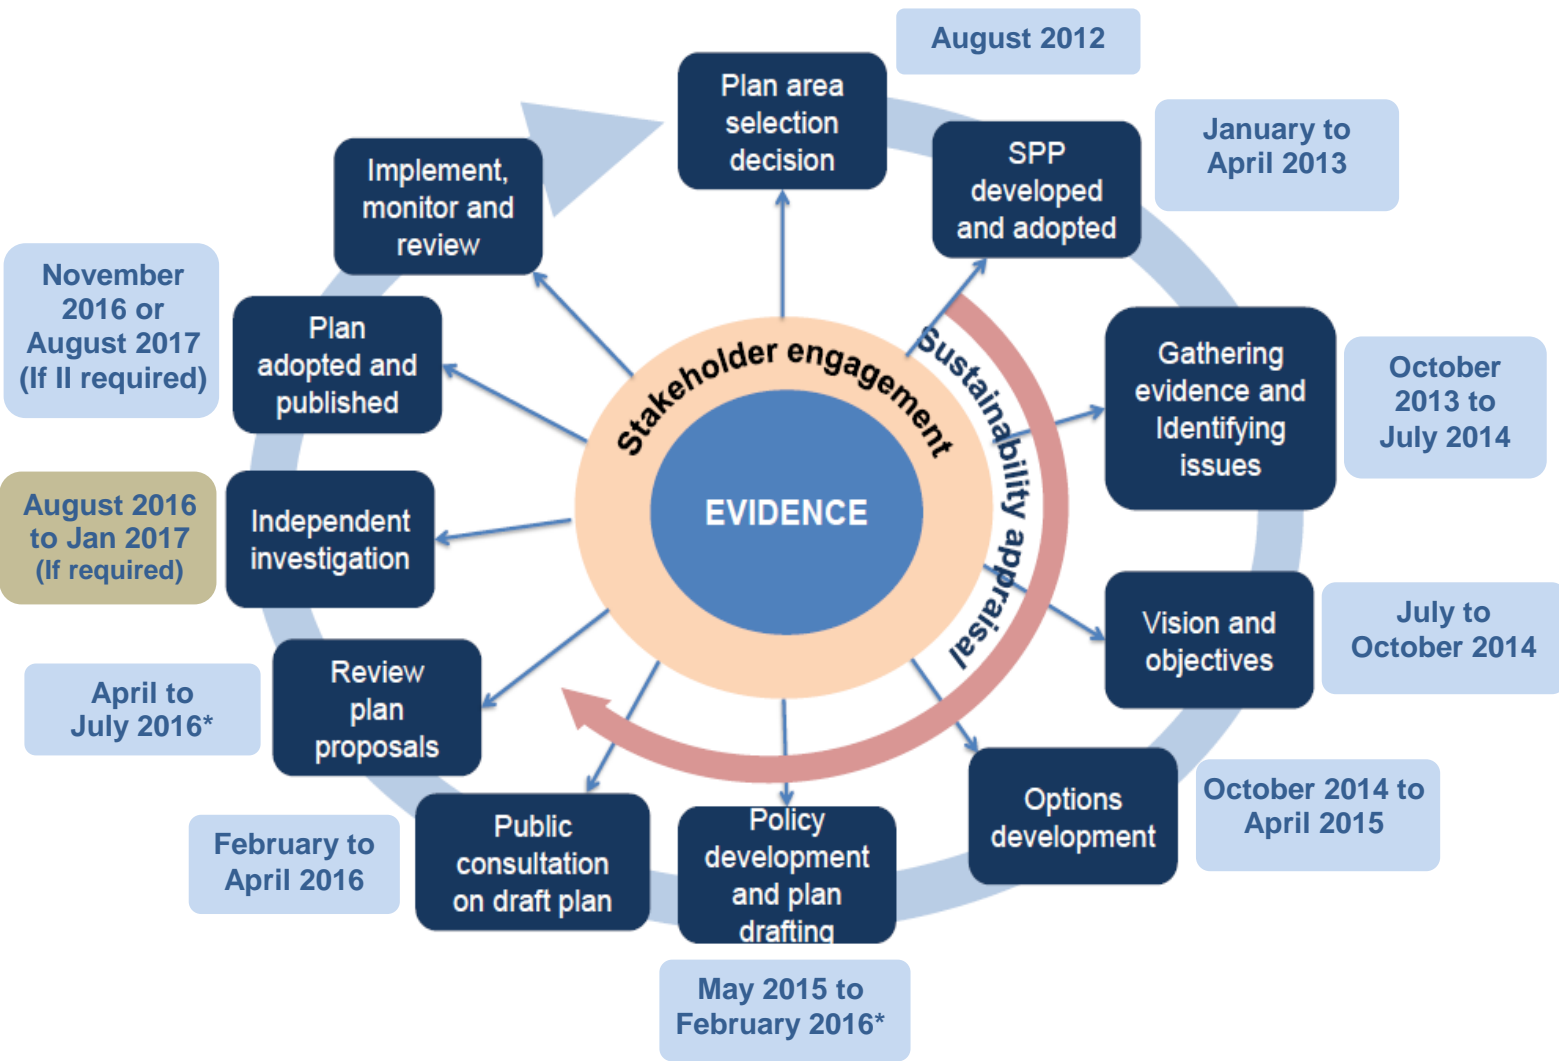 August 2012
Plan area
selection
decision
January to
April 2013
SPP
developed
and adopted
Gathering
evidence and
Identifying
issues
October
2013 to
July 2014
Vision and
objectives
July to
October 2014
Options
development
October 2014 to
April 2015
Policy
development
and plan
drafting
May 2015 to
February 2016*
Public
consultation
on draft plan
February to
April 2016
Review
plan
proposals
April to
July 2016*
Independent
investigation
August 2016
to Jan 2017
(If required)
Plan
adopted and
published
November
2016 or
August 2017
(If II required)
Implement,
monitor and
review
Stakeholder engagement
Sustainability appraisal
EVIDENCE